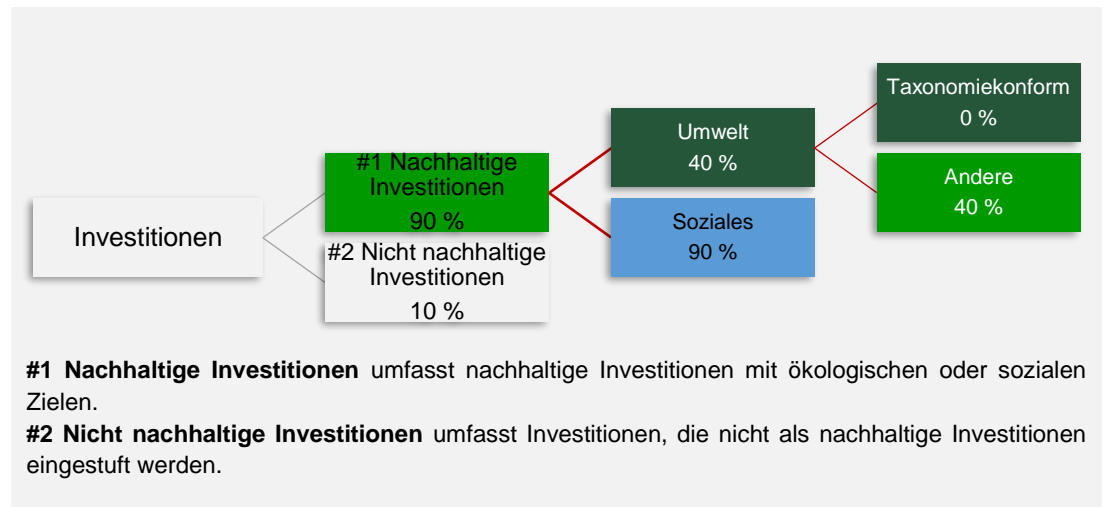 Taxonomiekonform
0 %
Umwelt
40 %
#1 Nachhaltige
Investitionen
90 %
Andere
40 %
Investitionen
Soziales
90 %
#2 Nicht nachhaltige
Investitionen
10 %
#1 Nachhaltige Investitionen umfasst nachhaltige Investitionen mit ökologischen oder sozialen
Zielen.
#2 Nicht nachhaltige Investitionen umfasst Investitionen, die nicht als nachhaltige Investitionen
eingestuft werden.